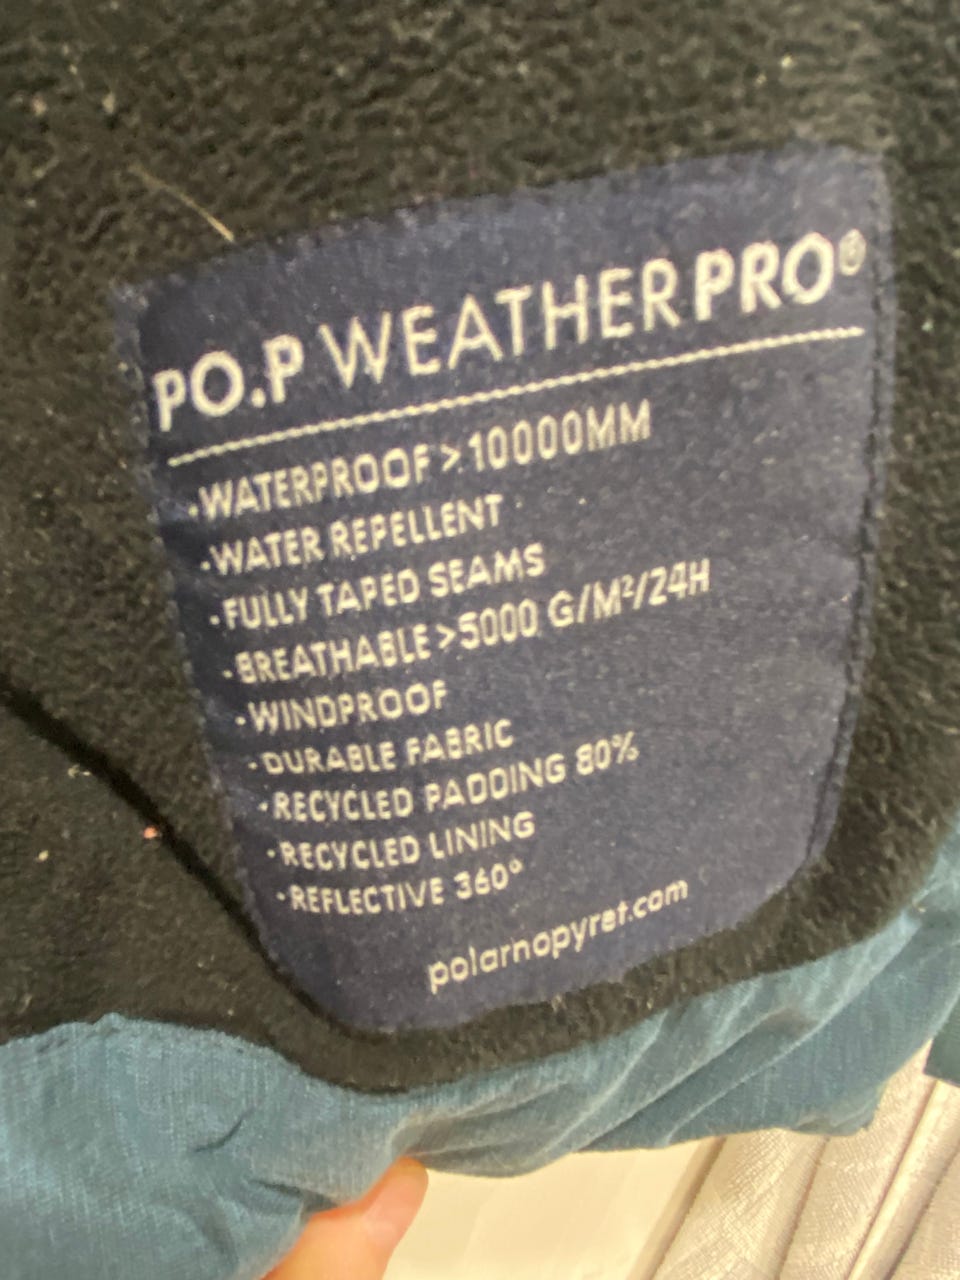 PO.P WEATHERPRO®
·WATERPROOF >10000MM
·WATER REPELLENT
·FULLY TAPED SEAMS
·BREATHABLE >5000 G/M²/24H
·WINDPROOF
·DURABLE FABRIC
·RECYCLED PADDING 80%
·RECYCLED LINING
·REFLECTIVE 360°
polarnopyret.com